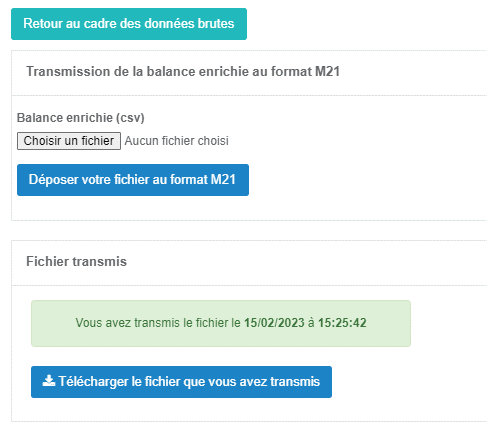 Retour au cadre des données brutes
Transmission de la balance enrichie au format M21
Balance enrichie (csv)
Choisir un fichier Aucun fichier choisi
Déposer votre fichier au format M21
Fichier transmis
Vous avez transmis le fichier le 15/02/2023 à 15:25:42
Télécharger le fichier que vous avez transmis